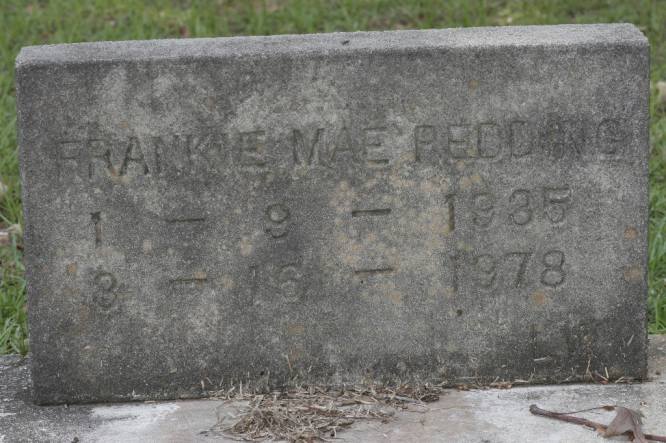 FRANKIE MAE REDDING
1 — 9 — 1935
3 — 16 — 1978